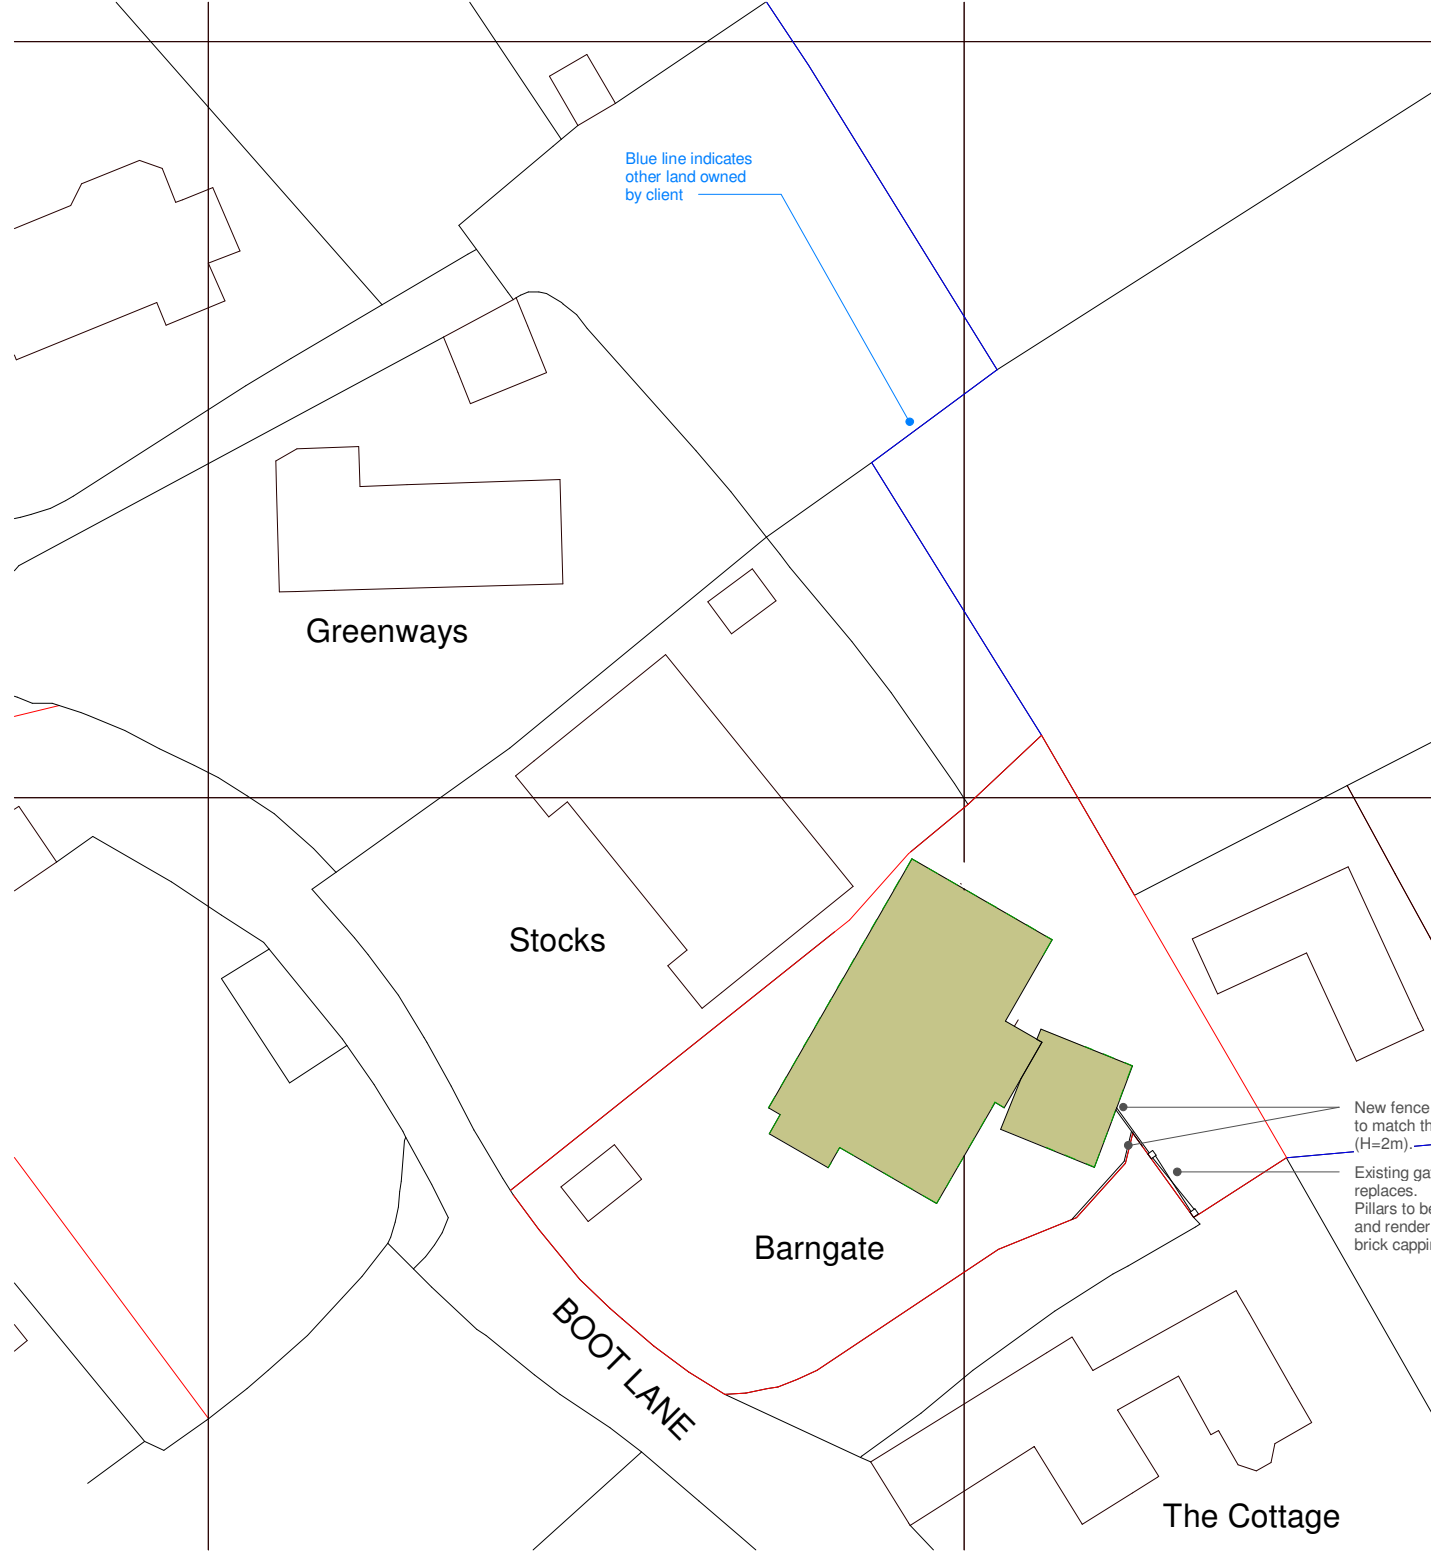 Blue line indicates
other land owned
by client
Greenways
Stocks
New fence
to match th
(H=2m).
Existing ga
replaces.
Pillars to be
and render
brick cappi
Barngate
BOOT LANE
The Cottage